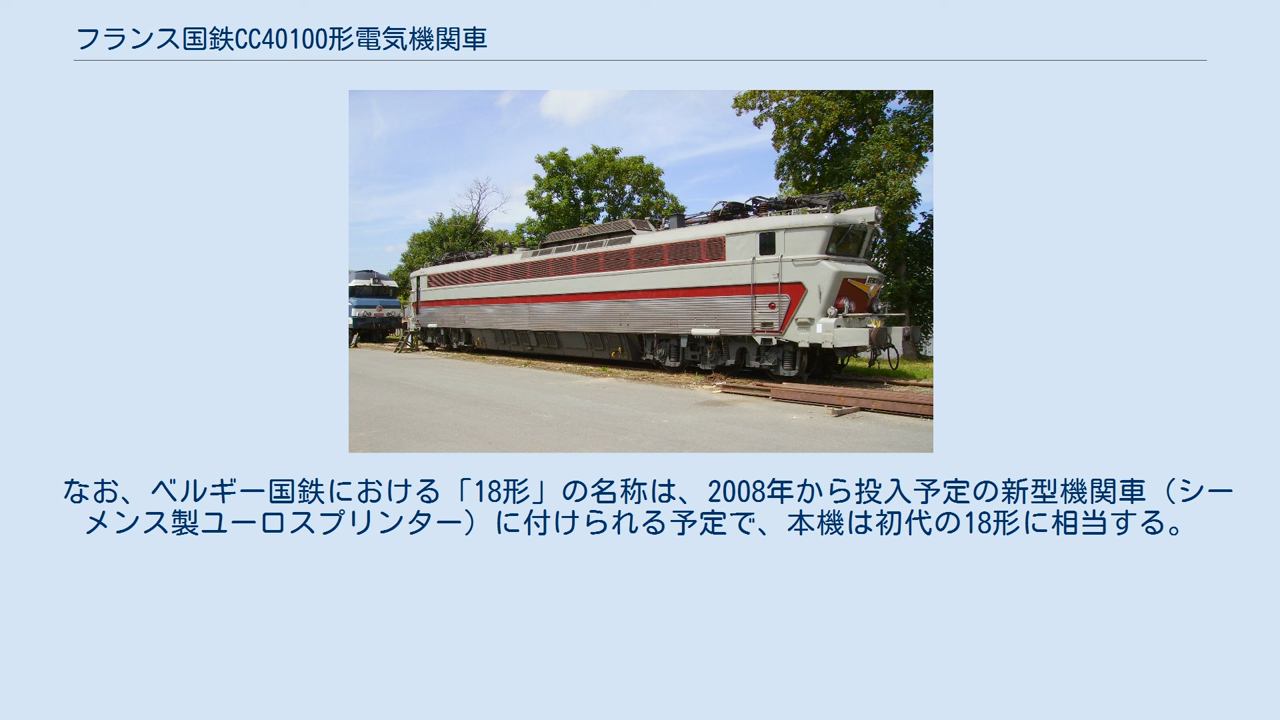 フランス国鉄CC40100形電気機関車
なお、ベルギー国鉄における「18形」の名称は、2008年から投入予定の新型機関車（シー
メンス製ユーロスプリンター）に付けられる予定で、本機は初代の18形に相当する。